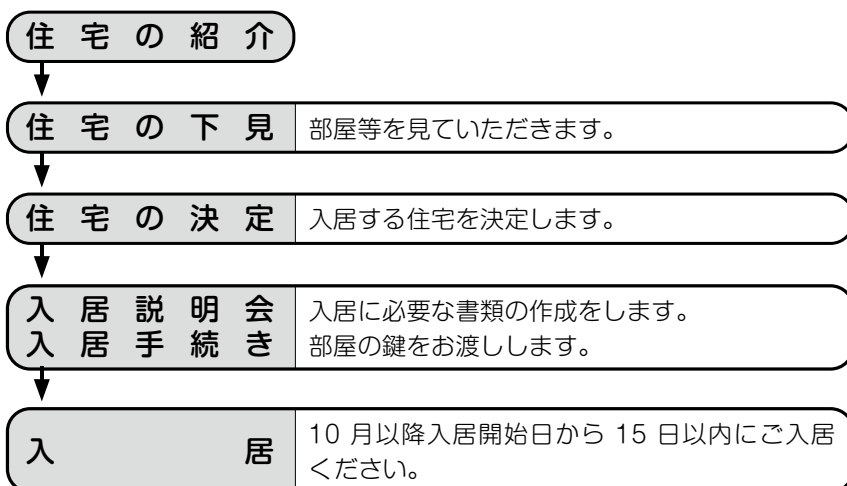 住宅の紹介
住宅の下見
部屋等を見ていただきます。
住宅の決定
入居する住宅を決定します。
入居説明会
入居手続き
入居に必要な書類の作成をします。
部屋の鍵をお渡しします。
入居
10 月以降入居開始日から 15 日以内にご入居
ください。